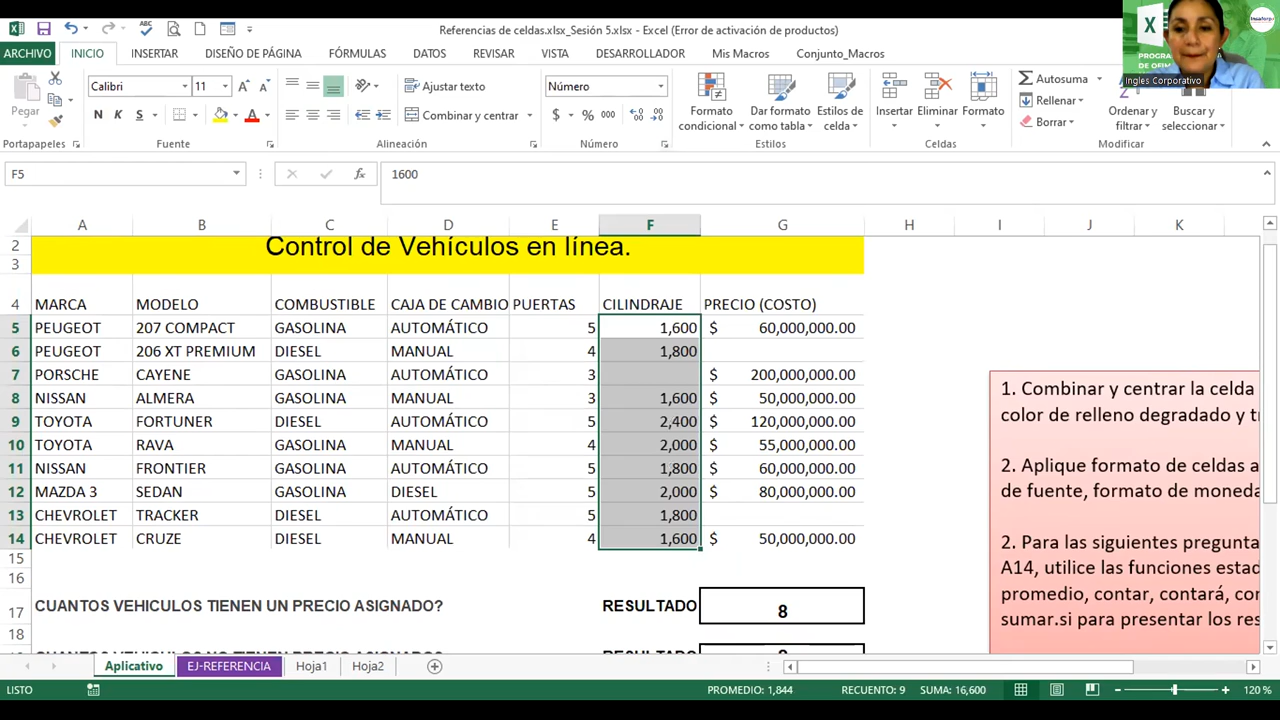 Referencias de celdas.xlsx_Sesión 5.xlsx - Excel (Error de activación de productos)
ARCHIVO INICIO INSERTAR DISEÑO DE PÁGINA FÓRMULAS DATOS REVISAR VISTA DESARROLLADOR Mis Macros Conjunto_Macros
PROGRA
DE OFIM
Ingles Corporativo
Pegar
Calibri 11
N K S
Ajustar texto
Combinar y centrar
Número
$ % 000
Formato condicional
Dar formato como tabla
Estilos de celda
Insertar Eliminar Formato
Autosuma
Rellenar
Borrar
Ordenar y filtrar
Buscar y seleccionar
Portapapeles Fuente Alineación Número Estilos Celdas Modificar
F5 fx 1600
A B C D E F G H I J K
2 Control de Vehículos en línea.
3
4 MARCA MODELO COMBUSTIBLE CAJA DE CAMBIO PUERTAS CILINDRAJE PRECIO (COSTO)
5 PEUGEOT 207 COMPACT GASOLINA AUTOMÁTICO 5 1,600 $ 60,000,000.00
6 PEUGEOT 206 XT PREMIUM DIESEL MANUAL 4 1,800
7 PORSCHE CAYENE GASOLINA AUTOMÁTICO 3 $ 200,000,000.00
8 NISSAN ALMERA GASOLINA MANUAL 3 1,600 $ 50,000,000.00
9 TOYOTA FORTUNER DIESEL AUTOMÁTICO 5 2,400 $ 120,000,000.00
10 TOYOTA RAVA GASOLINA MANUAL 4 2,000 $ 55,000,000.00
11 NISSAN FRONTIER GASOLINA AUTOMÁTICO 5 1,800 $ 60,000,000.00
12 MAZDA 3 SEDAN GASOLINA DIESEL 5 2,000 $ 80,000,000.00
13 CHEVROLET TRACKER DIESEL AUTOMÁTICO 5 1,800
14 CHEVROLET CRUZE DIESEL MANUAL 4 1,600 $ 50,000,000.00
15
16
17 CUANTOS VEHICULOS TIENEN UN PRECIO ASIGNADO? RESULTADO 8
18
1. Combinar y centrar la celda
color de relleno degradado y t
2. Aplique formato de celdas a
de fuente, formato de moneda
2. Para las siguientes pregunta
A14, utilice las funciones estad
promedio, contar, contará, con
sumar.si para presentar los res
Aplicativo EJ-REFERENCIA Hoja1 Hoja2
LISTO PROMEDIO: 1,844 RECUENTO: 9 SUMA: 16,600 120 %